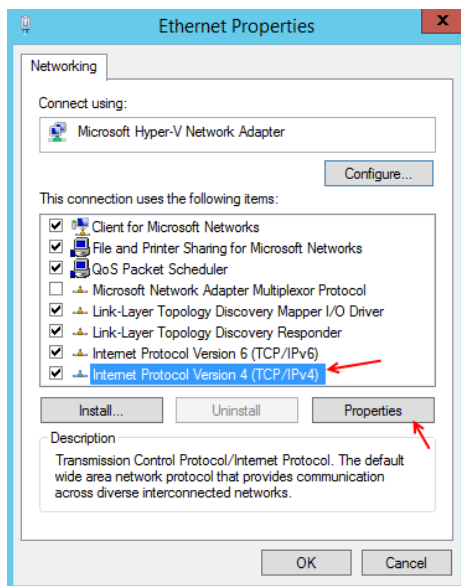 Ethernet Properties
x
Networking
Connect using:
Microsoft Hyper-V Network Adapter
Configure...
This connection uses the following items:
Client for Microsoft Networks
File and Printer Sharing for Microsoft Networks
QoS Packet Scheduler
Microsoft Network Adapter Multiplexor Protocol
Link-Layer Topology Discovery Mapper I/O Driver
Link-Layer Topology Discovery Responder
Internet Protocol Version 6 (TCP/IPv6)
Internet Protocol Version 4 (TCP/IPv4)
Install... Uninstall Properties
Description
Transmission Control Protocol/Internet Protocol. The default
wide area network protocol that provides communication
across diverse interconnected networks.
OK Cancel